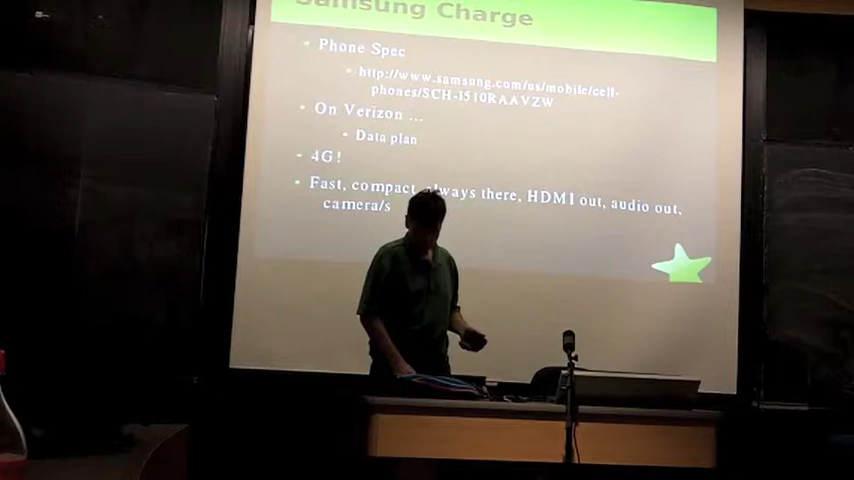 Samsung Charge
Phone Spec
http://www.samsung.com/us/mobile/cell-
phones/SCH-I510RAAVZW
On Verizon ...
Data plan
4G!
Fast, compact, always there, HDMI out, audio out,
camera/s